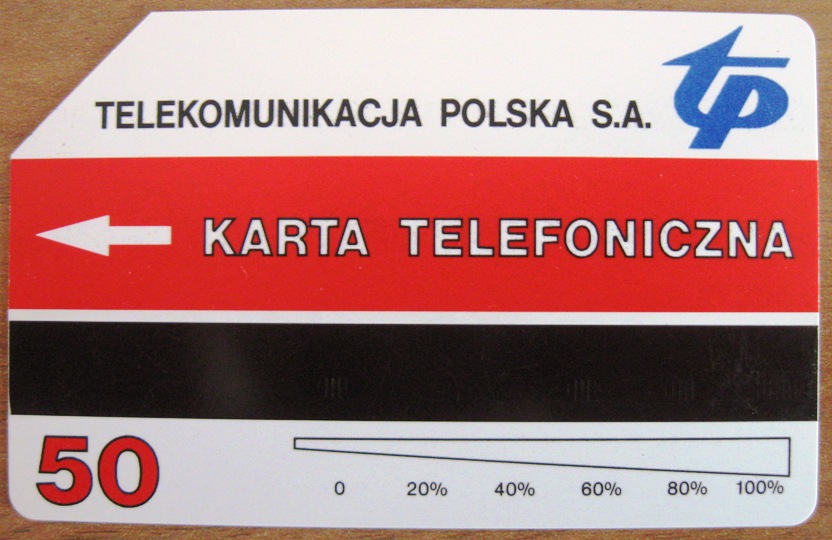 TELEKOMUNIKACJA POLSKA S.A. tp
KARTA TELEFONICZNA
50
0 20% 40% 60% 80% 100%